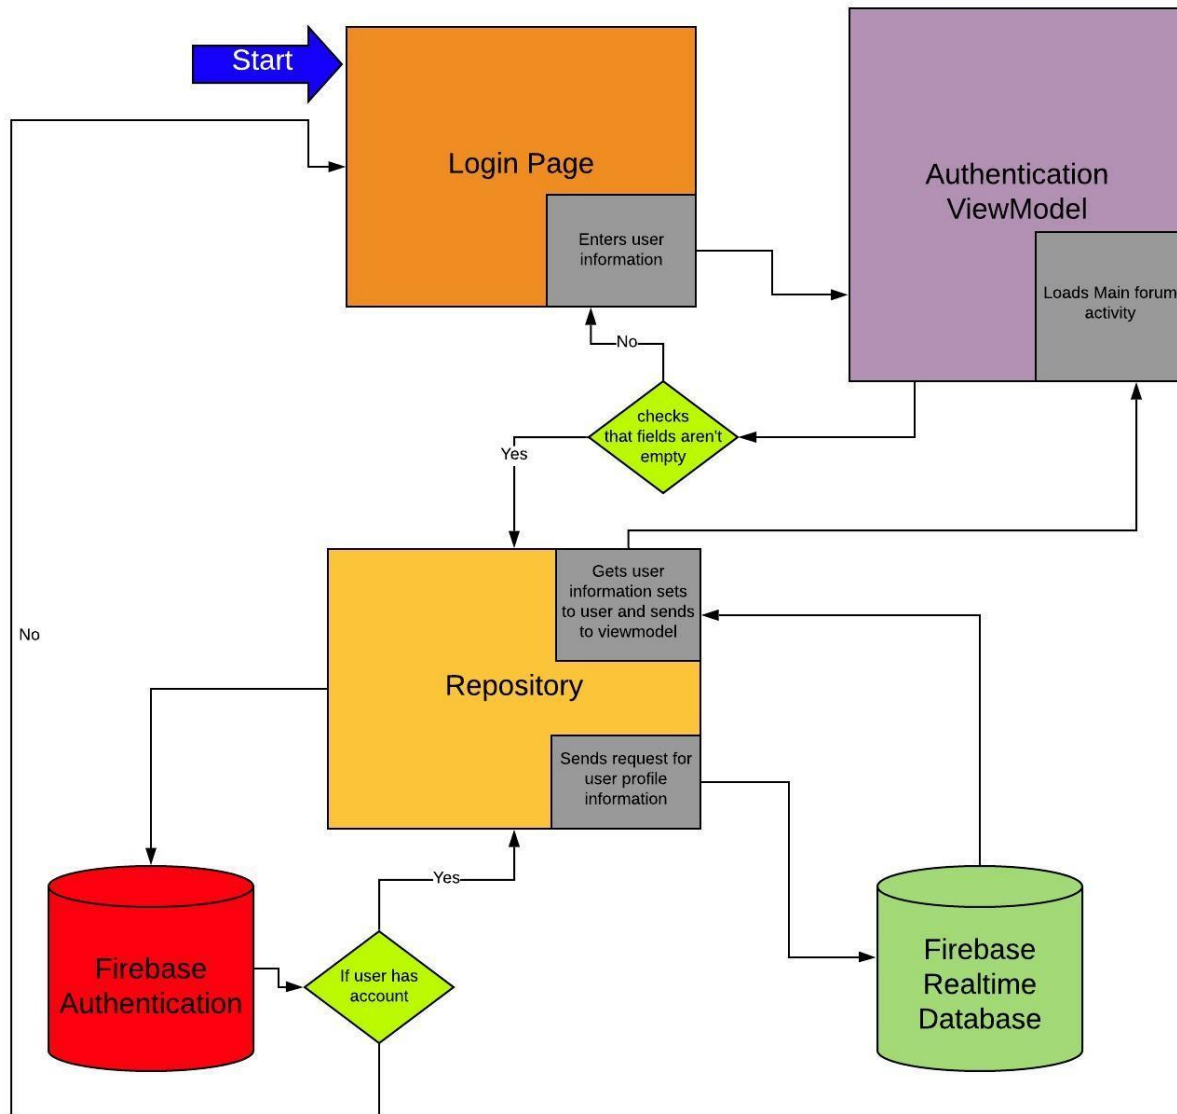 Start
Login Page
Enters user
information
Authentication
ViewModel
Loads Main forum
activity
No
checks
that fields aren't
empty
Yes
Gets user
information sets
to user and sends
to viewmodel
No
Repository
Sends request for
user profile
information
Yes
Firebase
Authentication
If user has
account
Firebase
Realtime
Database